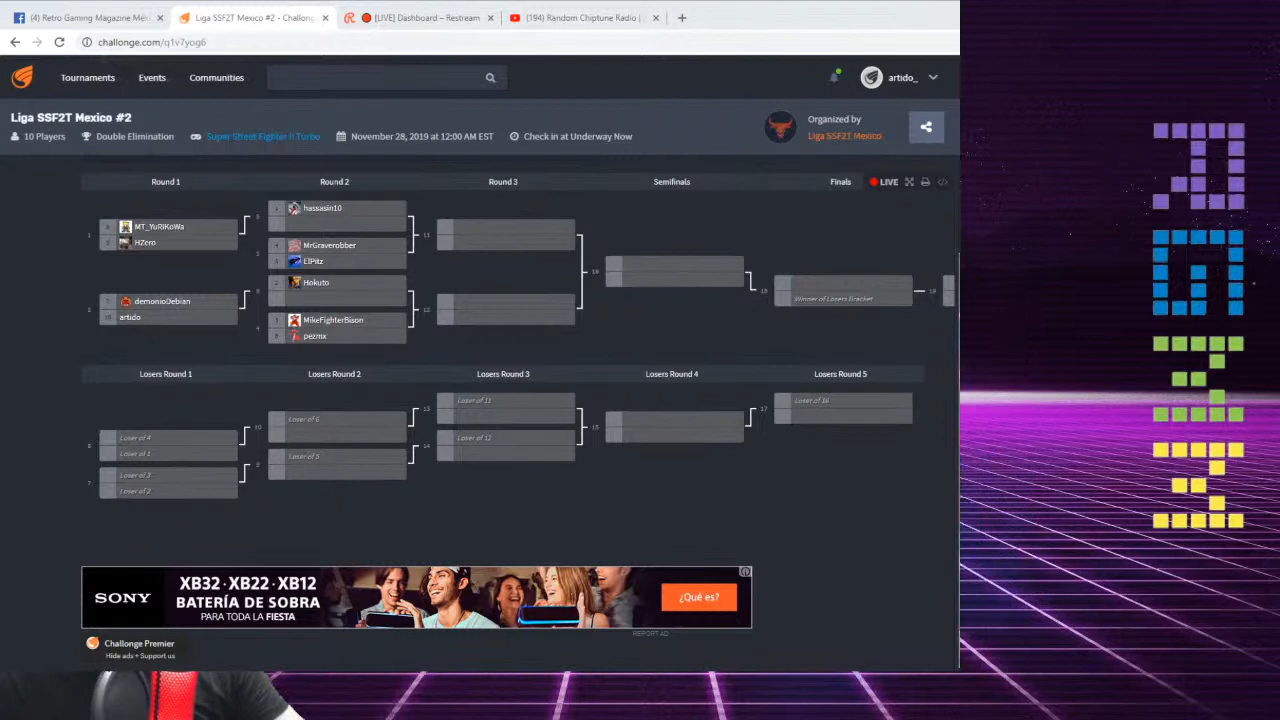 (4) Retro Gaming Magazine Méx
Liga SSF2T Mexico #2 - Challong
[LIVE] Dashboard – Restream
(194) Random Chiptune Radio |
challonge.com/q1v7yog6
Tournaments
Events
Communities
artido_
Liga SSF2T Mexico #2
10 Players
Double Elimination
Super Street Fighter II Turbo
November 28, 2019 at 12:00 AM EST
Check in at Underway Now
Organized by
Liga SSF2T Mexico
Round 1
Round 2
Round 3
Semifinals
Finals
LIVE
MT_YuRIKoWa
HZero
demonioDebian
artido
hassasin10
MrGraverobber
ElPitz
Hokuto
MikeFighterBison
pezmx
Winner of Losers Bracket
Losers Round 1
Losers Round 2
Losers Round 3
Losers Round 4
Losers Round 5
Loser of 4
Loser of 1
Loser of 3
Loser of 2
Loser of 6
Loser of 5
Loser of 11
Loser of 12
Loser of 16
SONY
XB32 · XB22 · XB12
BATERÍA DE SOBRA
PARA TODA LA FIESTA
¿Qué es?
REPORT AD
Challonge Premier
Hide ads + Support us